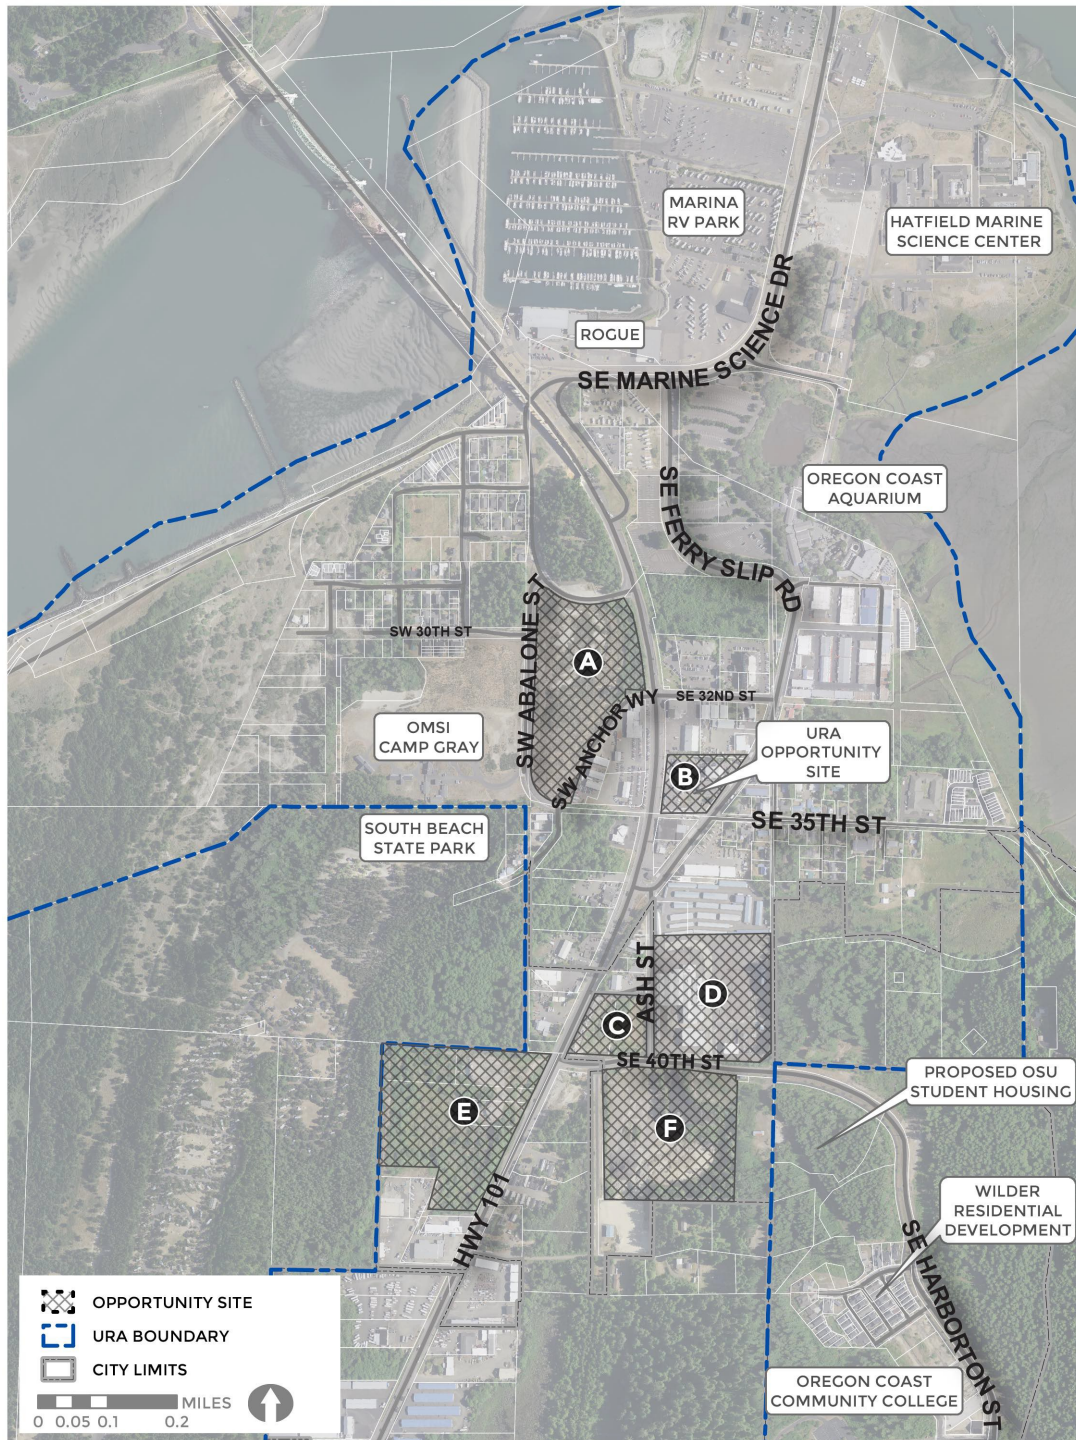 MARINA
RV PARK
HATFIELD MARINE
SCIENCE CENTER
ROGUE
SE MARINE SCIENCE DR
OREGON COAST
AQUARIUM
SE FERRY SLIP RD
SW ABALONE ST
SW 30TH ST
A
SW ANCHOR WY
SE 32ND ST
OMSI
CAMP GRAY
URA
OPPORTUNITY
SITE
B
SOUTH BEACH
STATE PARK
SE 35TH ST
ASH ST
D
C
SE 40TH ST
PROPOSED OSU
STUDENT HOUSING
E
F
HWY 101
WILDER
RESIDENTIAL
DEVELOPMENT
SE HARBORTON ST
OREGON COAST
COMMUNITY COLLEGE
OPPORTUNITY SITE
URA BOUNDARY
CITY LIMITS
MILES
0 0.05 0.1 0.2